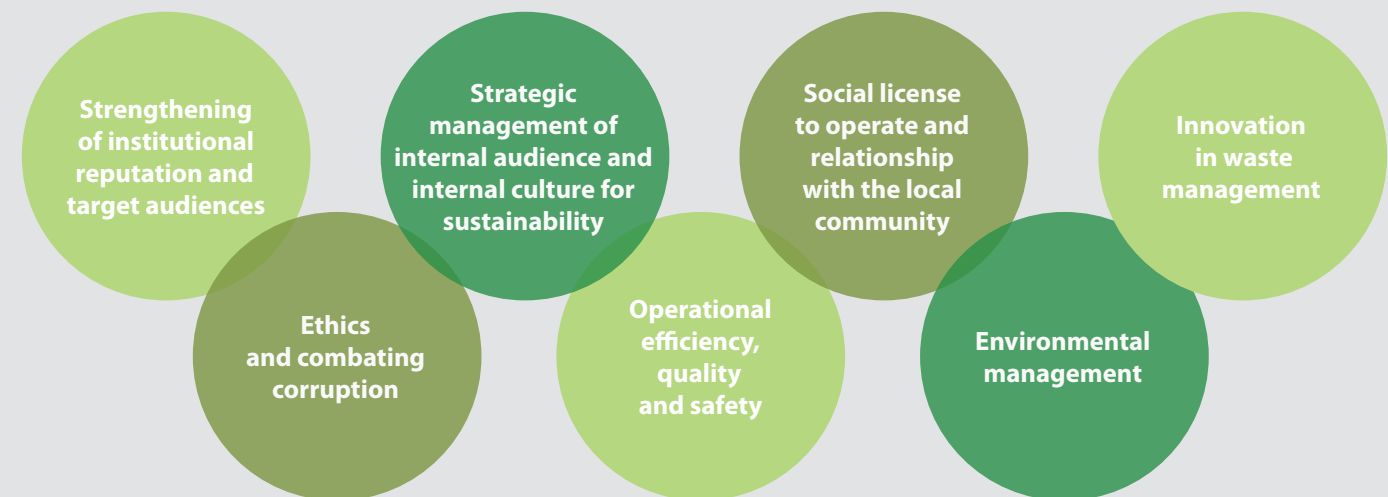 Strengthening
of institutional
reputation and
target audiences
Strategic
management of
internal audience and
internal culture for
sustainability
Social license
to operate and
relationship
with the local
community
Innovation
in waste
management
Ethics
and combating
corruption
Operational
efficiency,
quality
and safety
Environmental
management